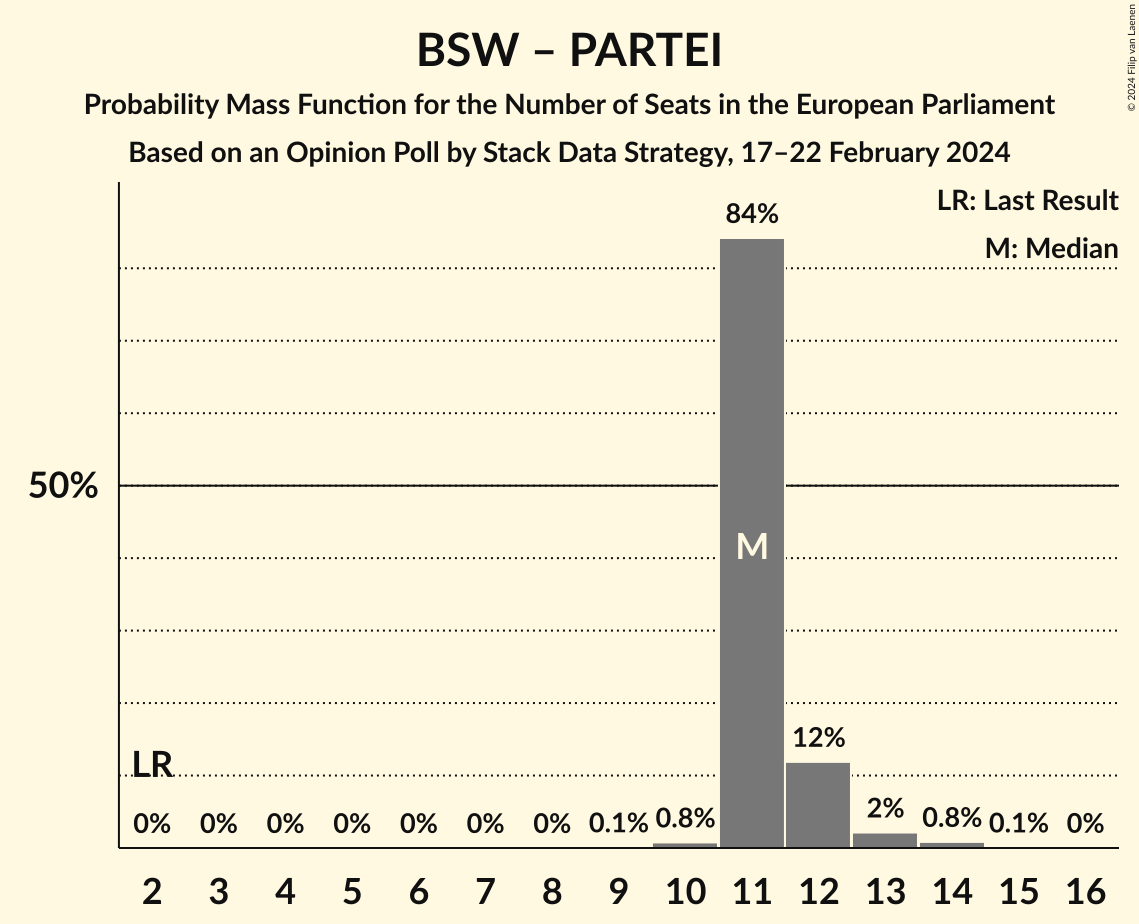 BSW – PARTEI
Probability Mass Function for the Number of Seats in the European Parliament
Based on an Opinion Poll by Stack Data Strategy, 17–22 February 2024
© 2024 Filip van Laenen
LR: Last Result
M: Median
84%
50%
M
LR
12%
0% 0% 0% 0% 0% 0% 0% 0.1% 0.8% 2% 0.8% 0.1% 0%
2 3 4 5 6 7 8 9 10 11 12 13 14 15 16